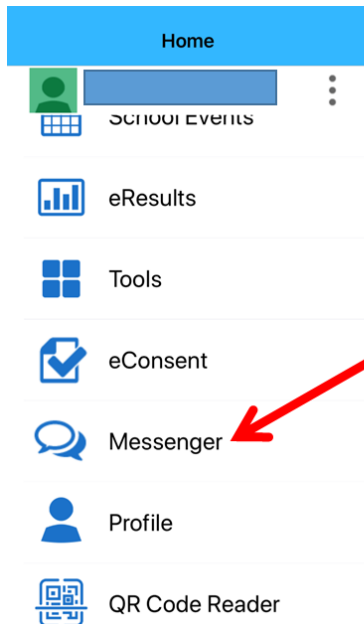 Home
School Events
eResults
Tools
eConsent
Messenger
Profile
QR Code Reader